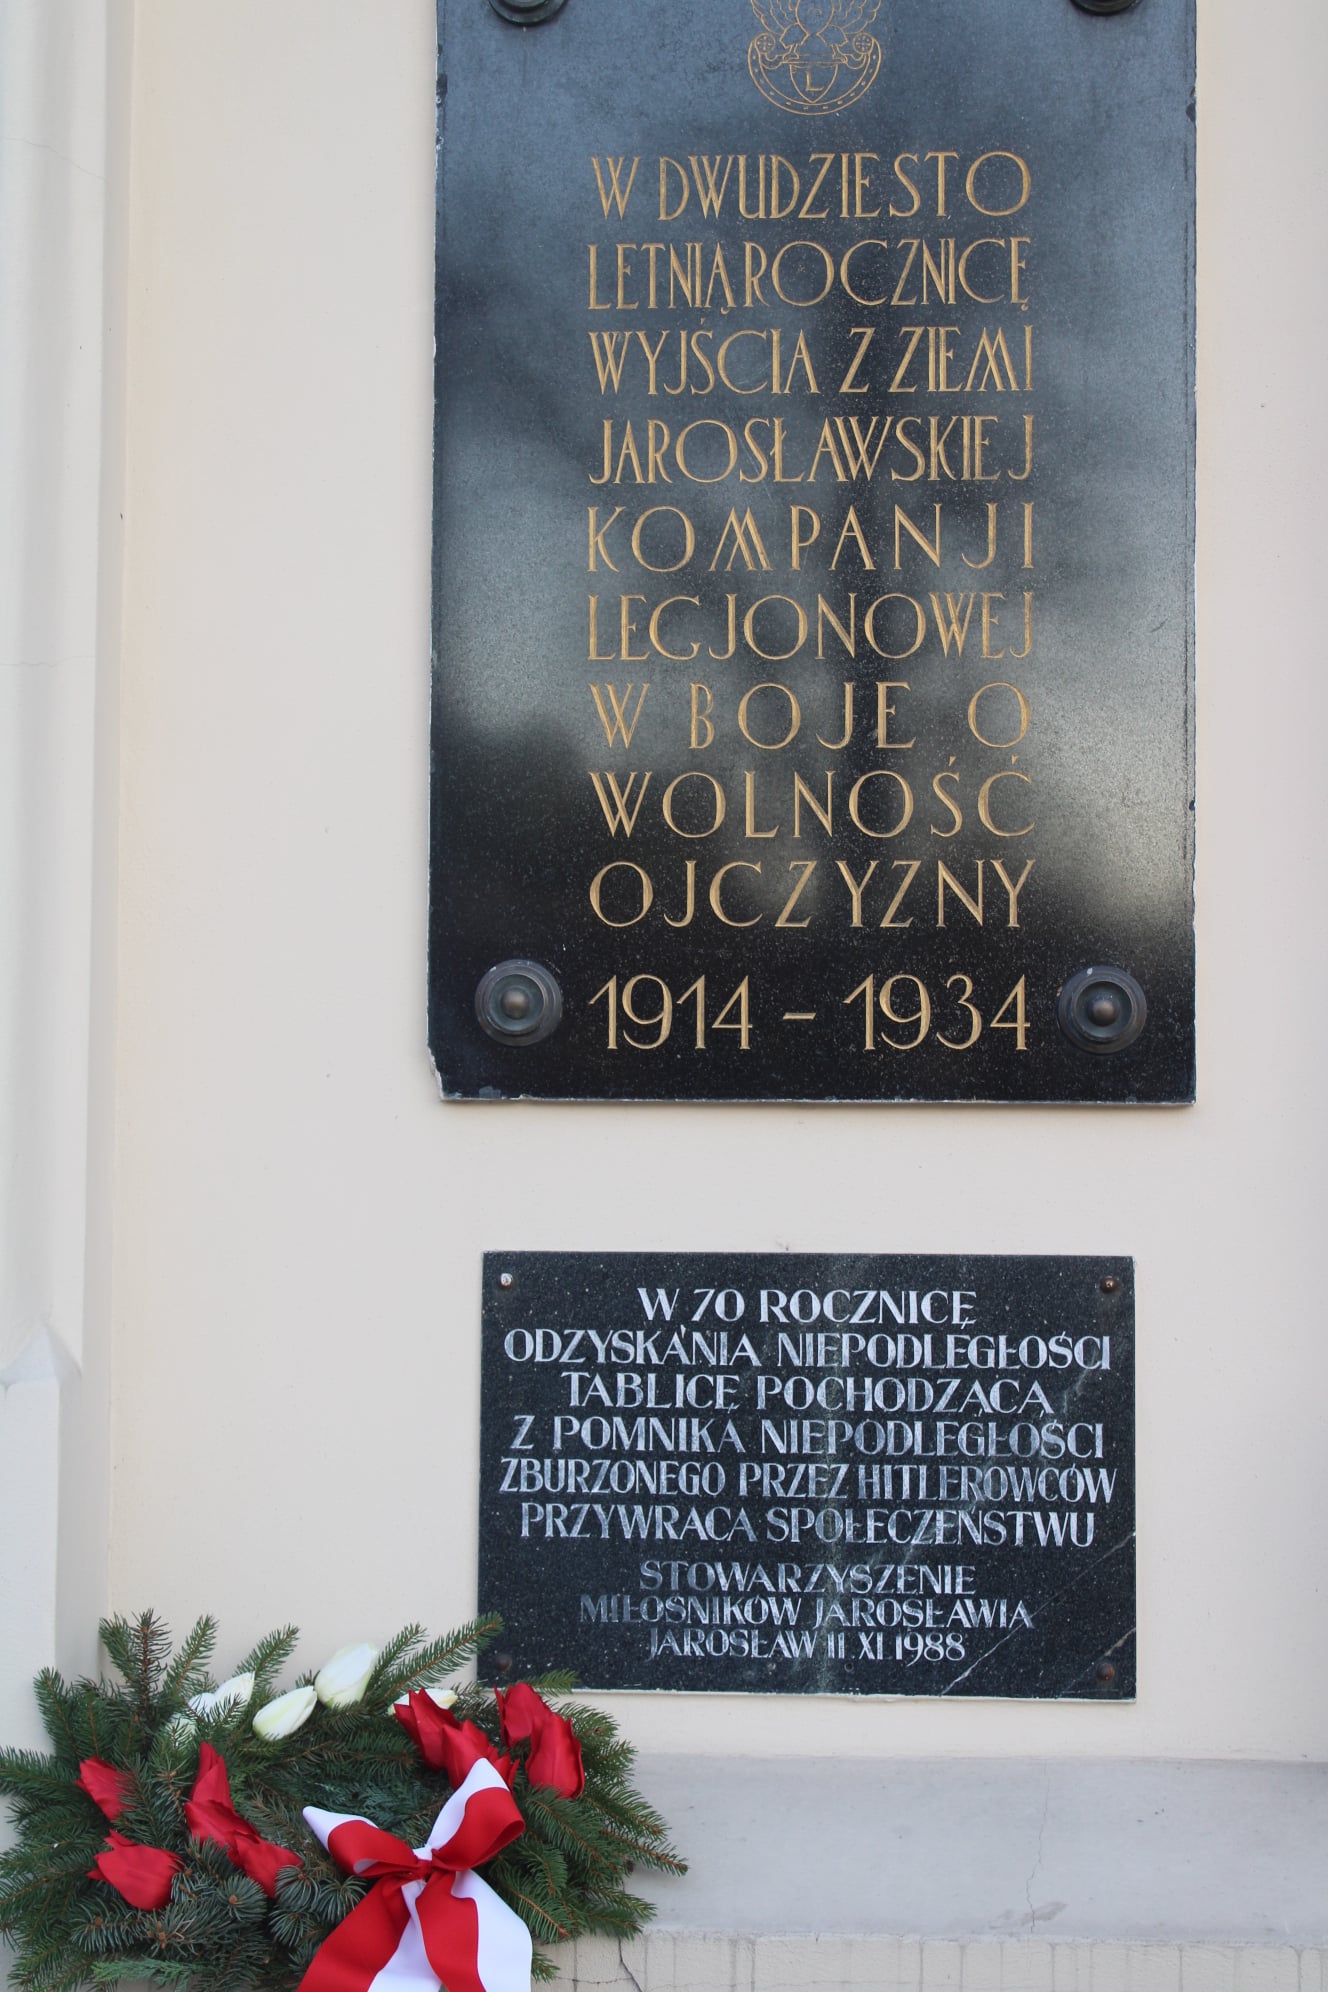 L
W DWUDZIESTO
LETNIĄ ROCZNICĘ
WYJŚCIA Z ZIEMI
JAROSŁAWSKIEJ
KOMPANJI
LEGJONOWEJ
W BOJE O
WOLNOŚĆ
OJCZYZNY
1914 - 1934
W 70 ROCZNICĘ
ODZYSKANIA NIEPODLEGŁOŚCI
TABLICĘ POCHODZĄCĄ
Z POMNIKA NIEPODLEGŁOŚCI
ZBURZONEGO PRZEZ HITLEROWCÓW
PRZYWRACA SPOŁECZEŃSTWU
STOWARZYSZENIE
MIŁOŚNIKÓW JAROSŁAWIA
JAROSŁAW 11 XI 1988